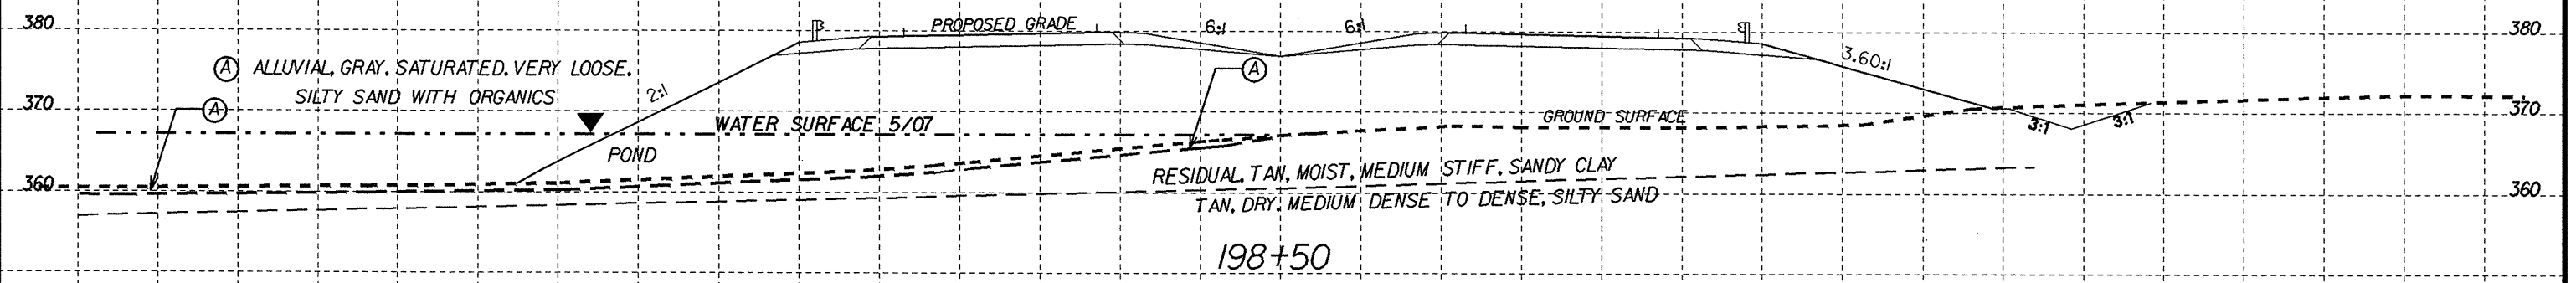 380
PROPOSED GRADE
6:1
6:1
380
3.60:1
Ⓐ ALLUVIAL, GRAY, SATURATED, VERY LOOSE,
SILTY SAND WITH ORGANICS
2:1
A
370
A
370
WATER SURFACE 5/07
GROUND SURFACE
3:1
3:1
POND
RESIDUAL, TAN, MOIST, MEDIUM STIFF, SANDY CLAY
360
360
TAN, DRY, MEDIUM DENSE TO DENSE, SILTY SAND
198+50